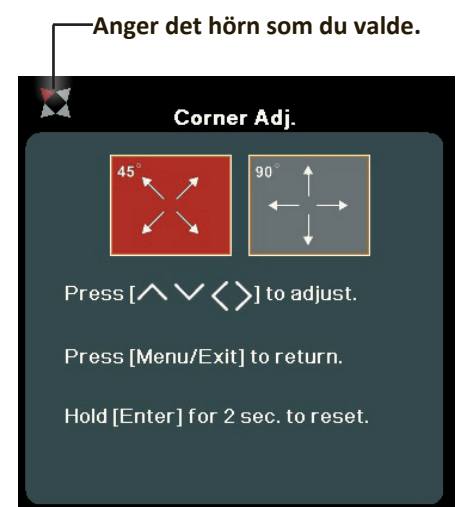 Anger det hörn som du valde.
Corner Adj.
45° 90°
Press [︿﹀〈〉] to adjust.
Press [Menu/Exit] to return.
Hold [Enter] for 2 sec. to reset.